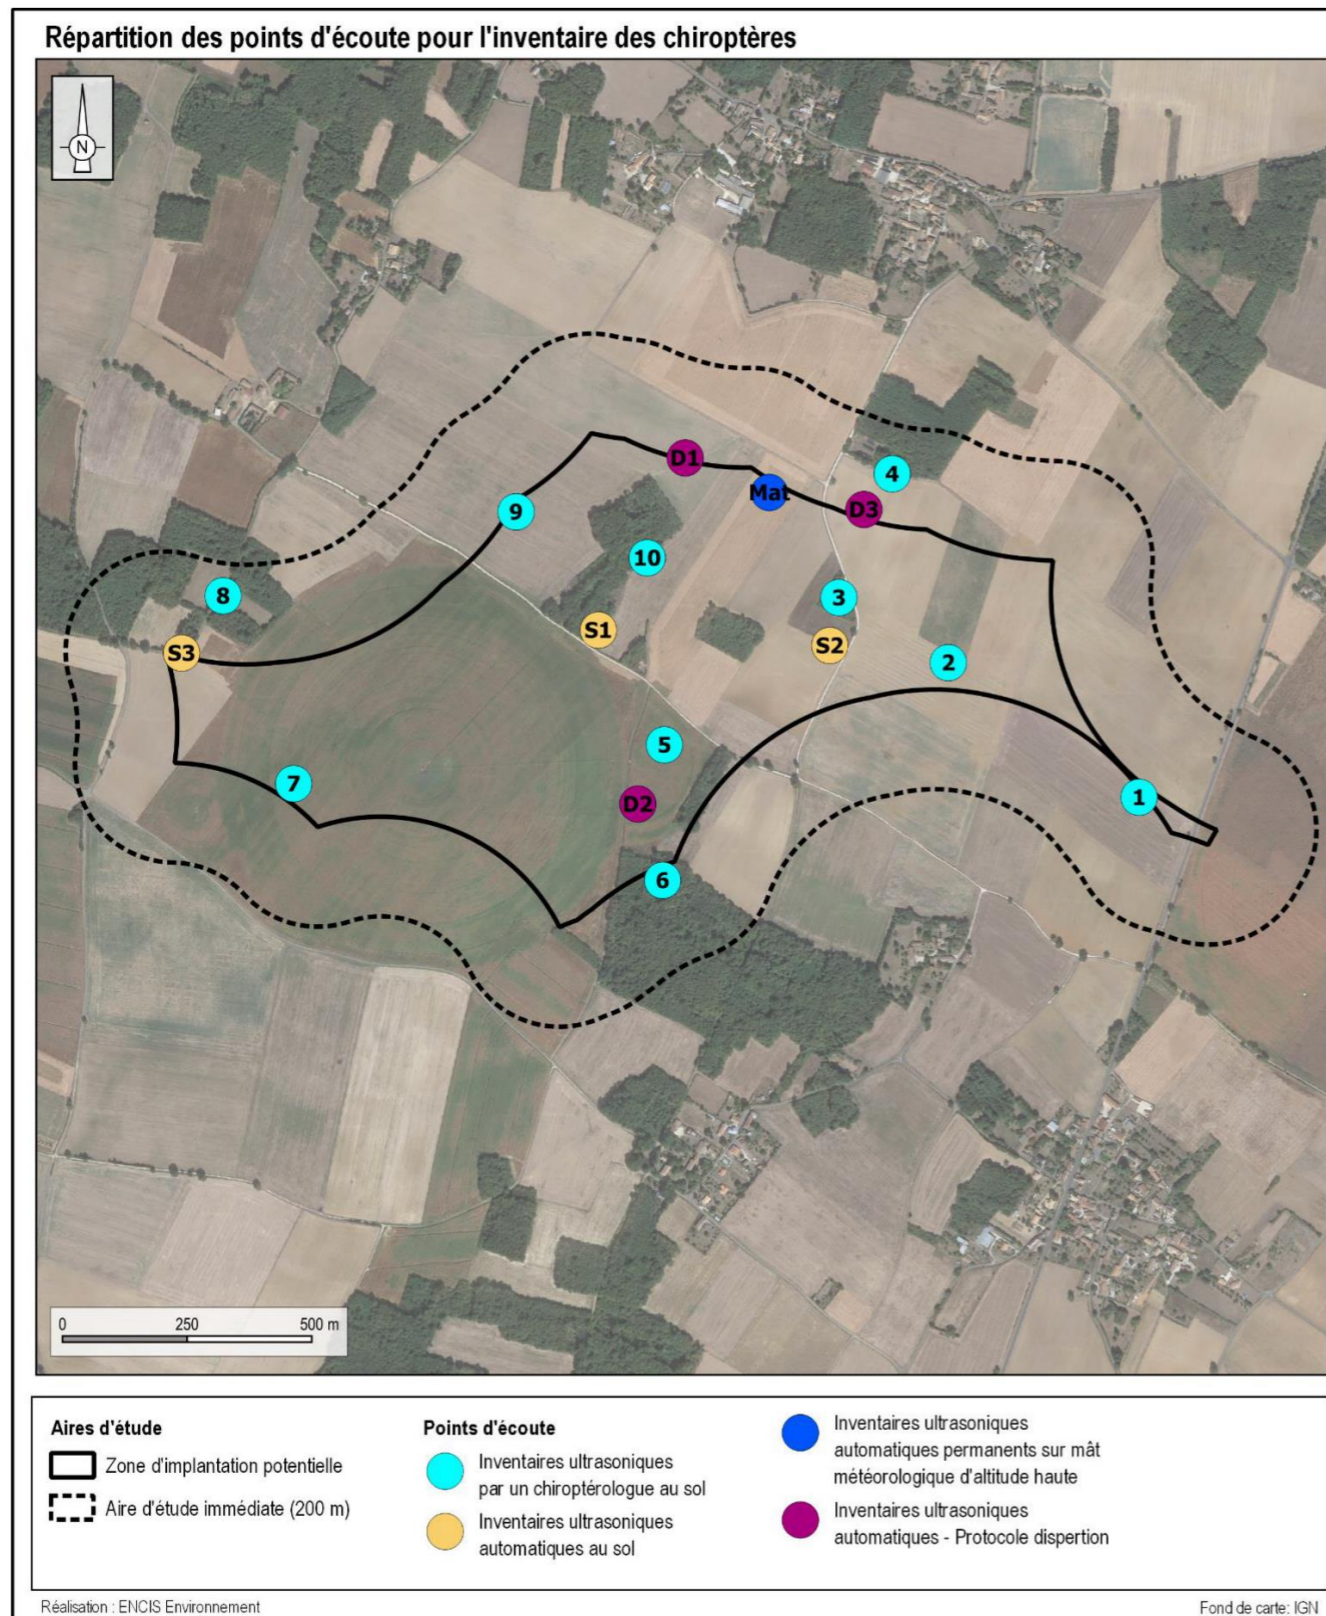 Répartition des points d'écoute pour l'inventaire des chiroptères
N
D1
4
Mat
D3
9
10
8
3
S1
S2
S3
2
5
7
D2
1
6
0 250 500 m
Aires d'étude
Zone d'implantation potentielle
Aire d'étude immédiate (200 m)
Points d'écoute
Inventaires ultrasoniques
par un chiroptérologue au sol
Inventaires ultrasoniques
automatiques au sol
Inventaires ultrasoniques
automatiques permanents sur mât
météorologique d'altitude haute
Inventaires ultrasoniques
automatiques - Protocole dispertion
Réalisation : ENCIS Environnement
Fond de carte: IGN